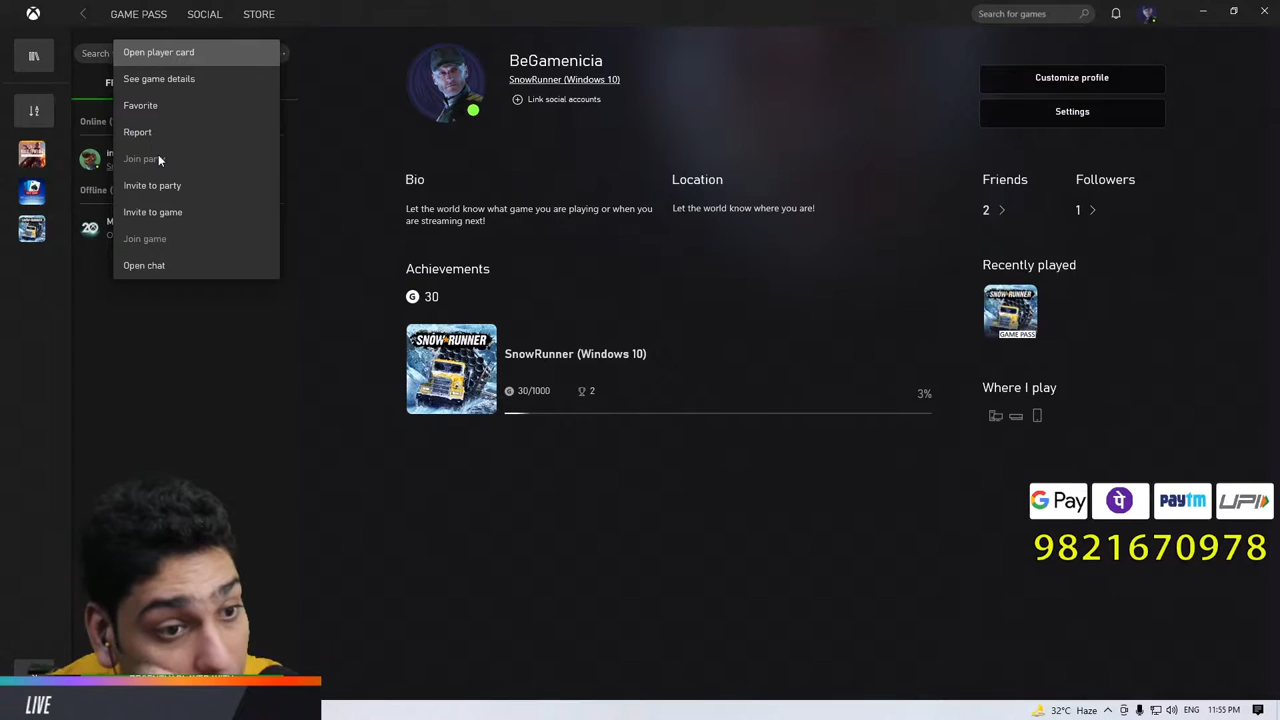 GAME PASS SOCIAL STORE
Search for games
Search
Open player card
See game details
Favorite
Report
Join party
Invite to party
Invite to game
Join game
Open chat
Online
Offline
20
BeGamenicia
SnowRunner (Windows 10)
Link social accounts
Customize profile
Settings
Bio
Let the world know what game you are playing or when you
are streaming next!
Location
Let the world know where you are!
Friends
2
Followers
1
Achievements
G 30
SNOWRUNNER
SnowRunner (Windows 10)
G 30/1000 2
3%
Recently played
SNOWRUNNER
GAME PASS
Where I play
G Pay पे paytm UPI
9821670978
LIVE
32°C Haze ENG 11:55 PM